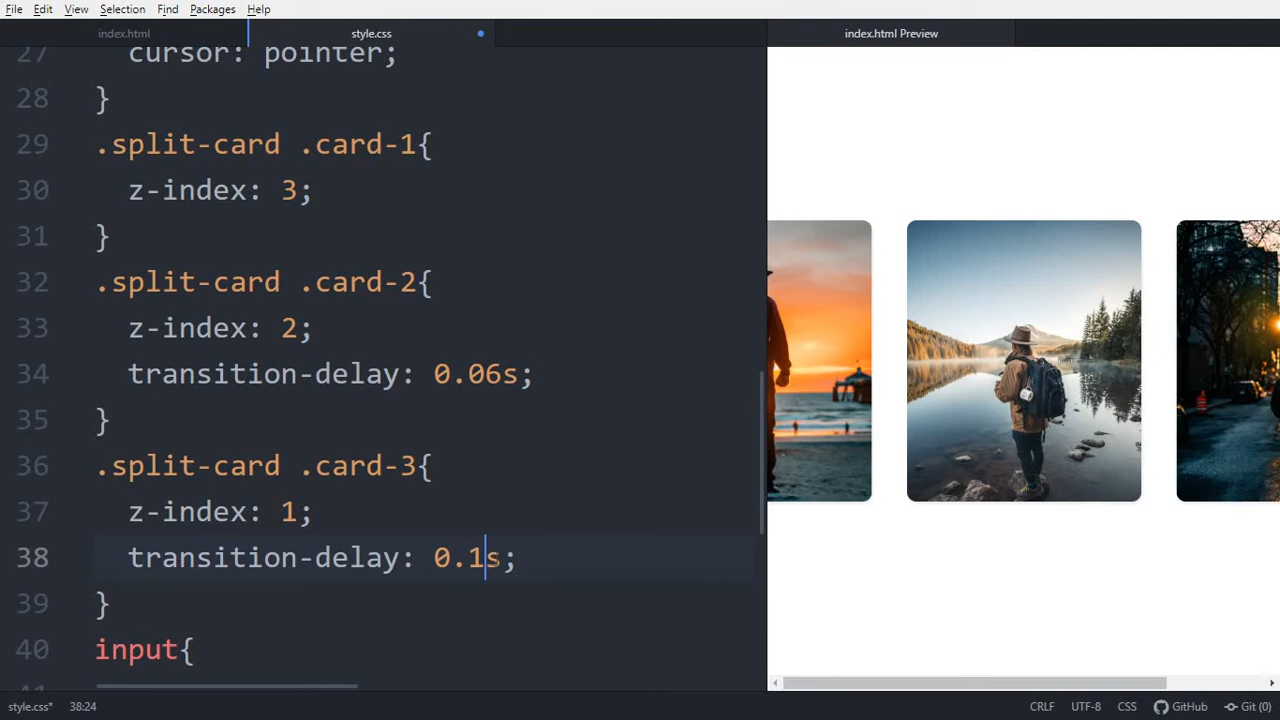 File Edit View Selection Find Packages Help
index.html style.css index.html Preview
27 cursor: pointer;
28 }
29 .split-card .card-1{
30 z-index: 3;
31 }
32 .split-card .card-2{
33 z-index: 2;
34 transition-delay: 0.06s;
35 }
36 .split-card .card-3{
37 z-index: 1;
38 transition-delay: 0.1s;
39 }
40 input{
style.css* 38:24 CRLF UTF-8 CSS GitHub Git (0)